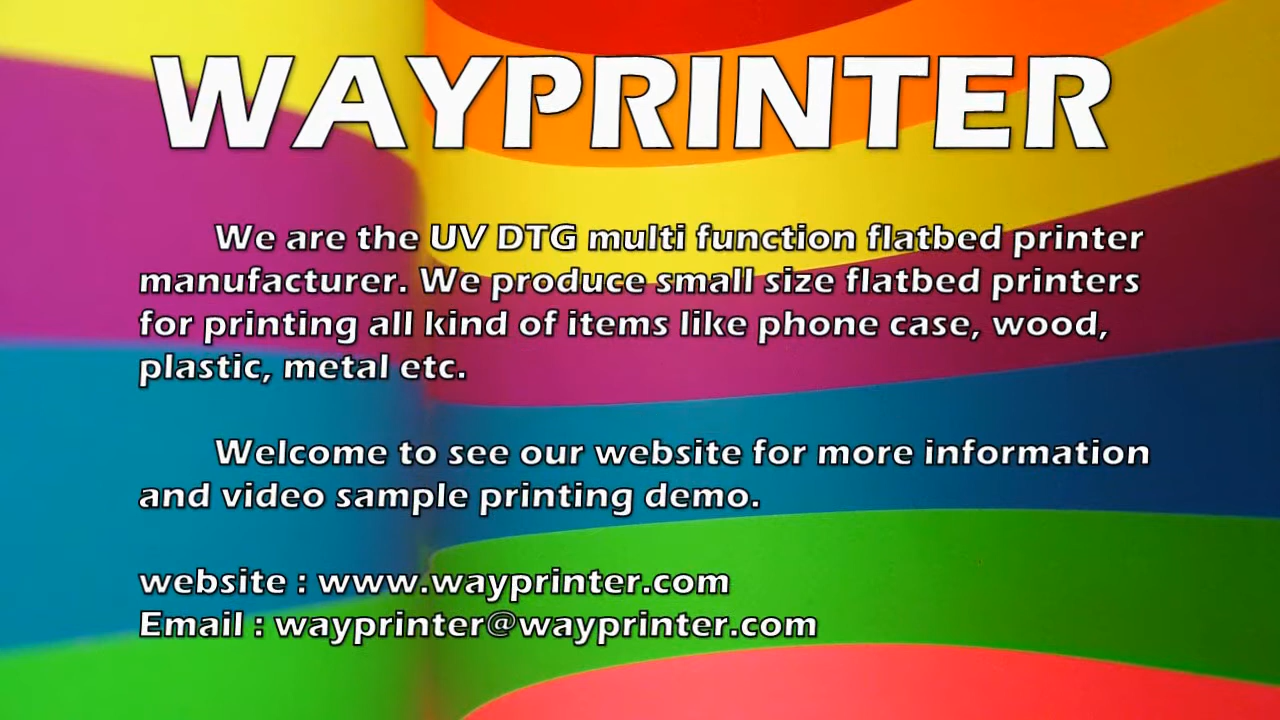 WAYPRINTER
We are the UV DTG multi function flatbed printer
manufacturer. We produce small size flatbed printers
for printing all kind of items like phone case, wood,
plastic, metal etc.
Welcome to see our website for more information
and video sample printing demo.
website : www.wayprinter.com
Email : wayprinter@wayprinter.com